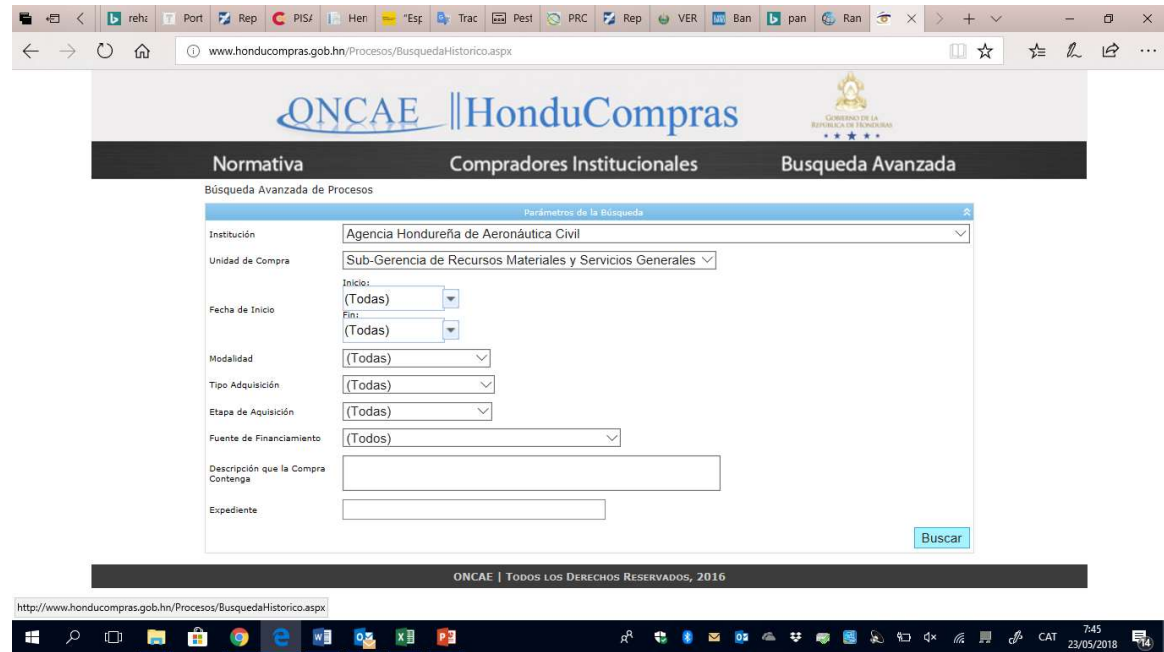 reha
Port
Rep
PISA
Hen
"Esp
Trac
Pest
PRC
Rep
VER
Ban
pan
Ran
www.honducompras.gob.hn/Procesos/BusquedaHistorico.aspx
ONCAE ||HonduCompras
GOBIERNO DE LA
REPÚBLICA DE HONDURAS
Normativa Compradores Institucionales Busqueda Avanzada
Búsqueda Avanzada de Procesos
Parámetros de la Búsqueda
Institución Agencia Hondureña de Aeronáutica Civil
Unidad de Compra Sub-Gerencia de Recursos Materiales y Servicios Generales
Inicio:
(Todas)
Fecha de Inicio
Fin:
(Todas)
Modalidad (Todas)
Tipo Adquisición (Todas)
Etapa de Aquisición (Todas)
Fuente de Financiamiento (Todos)
Descripción que la Compra
Contenga
Expediente
Buscar
ONCAE | TODOS LOS DERECHOS RESERVADOS, 2016
http://www.honducompras.gob.hn/Procesos/BusquedaHistorico.aspx
CAT
7:45
23/05/2018
14